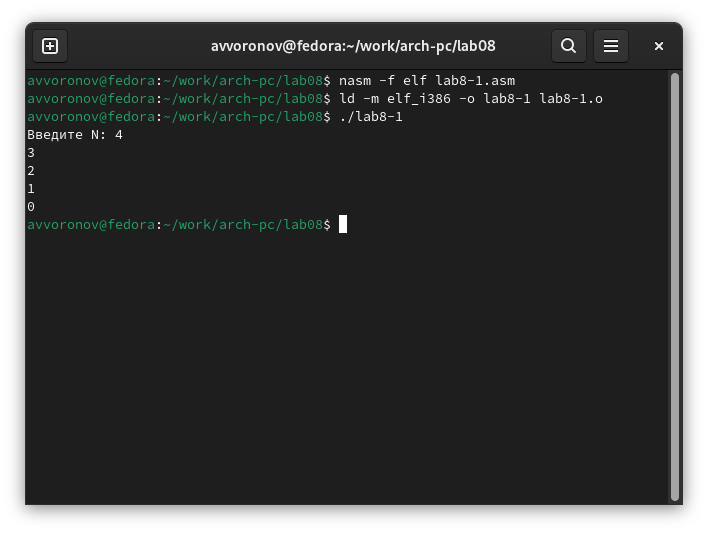 avvoronov@fedora:~/work/arch-pc/lab08
avvoronov@fedora:~/work/arch-pc/lab08$ nasm -f elf lab8-1.asm
avvoronov@fedora:~/work/arch-pc/lab08$ ld -m elf_i386 -o lab8-1 lab8-1.o
avvoronov@fedora:~/work/arch-pc/lab08$ ./lab8-1
Введите N: 4
3
2
1
0
avvoronov@fedora:~/work/arch-pc/lab08$